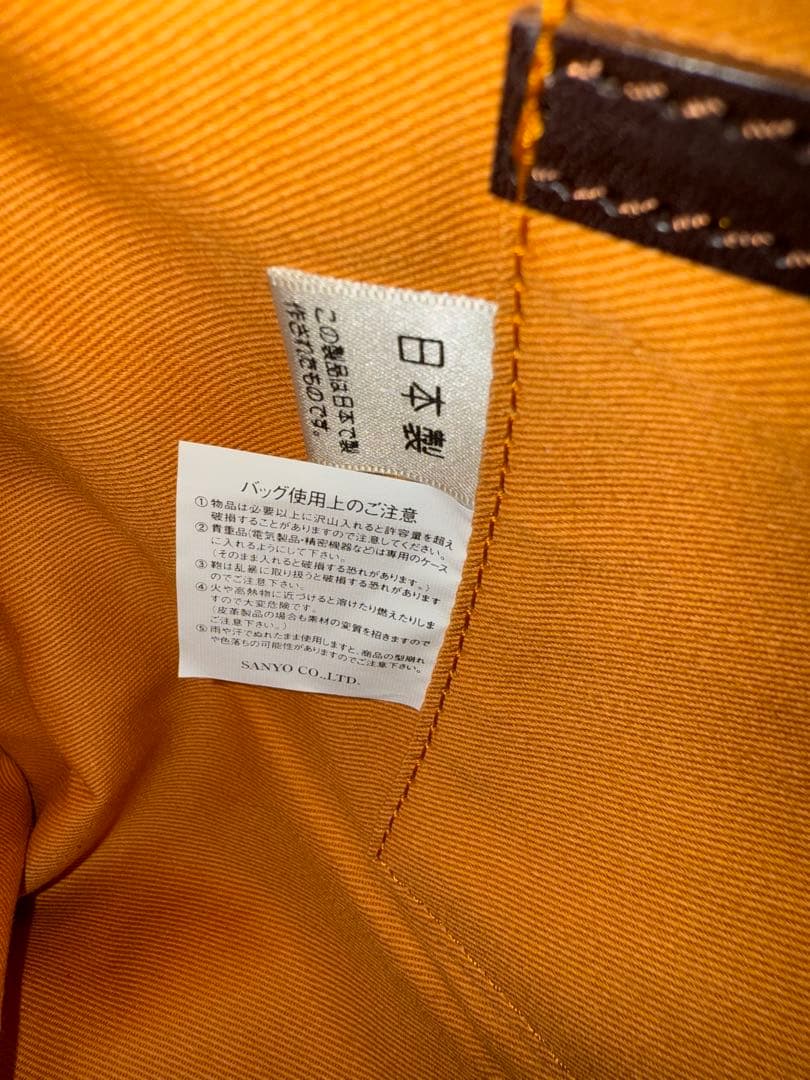 日本製
この製品は日本で製
作されたものです。
バッグ使用上のご注意
①物品は必要以上に沢山入れると許容量を超え
破損することがありますので注意してください。
②貴重品(電気製品・精密機器など)は専用のケース
に入れるようにして下さい。
(そのまま入れると破損する恐れがあります。)
③鞄は乱暴に取り扱うと破損する恐れがあります
のでご注意下さい。
④火や高熱物に近づけると溶けたり燃えたりしま
すので大変危険です。
(皮革製品の場合も素材の変質を招きますので
ご注意下さい。)
⑤雨や汗でぬれたまま使用しますと、商品の型崩れ
や色落ちの可能性がありますのでご注意下さい。
SANYO CO.,LTD.